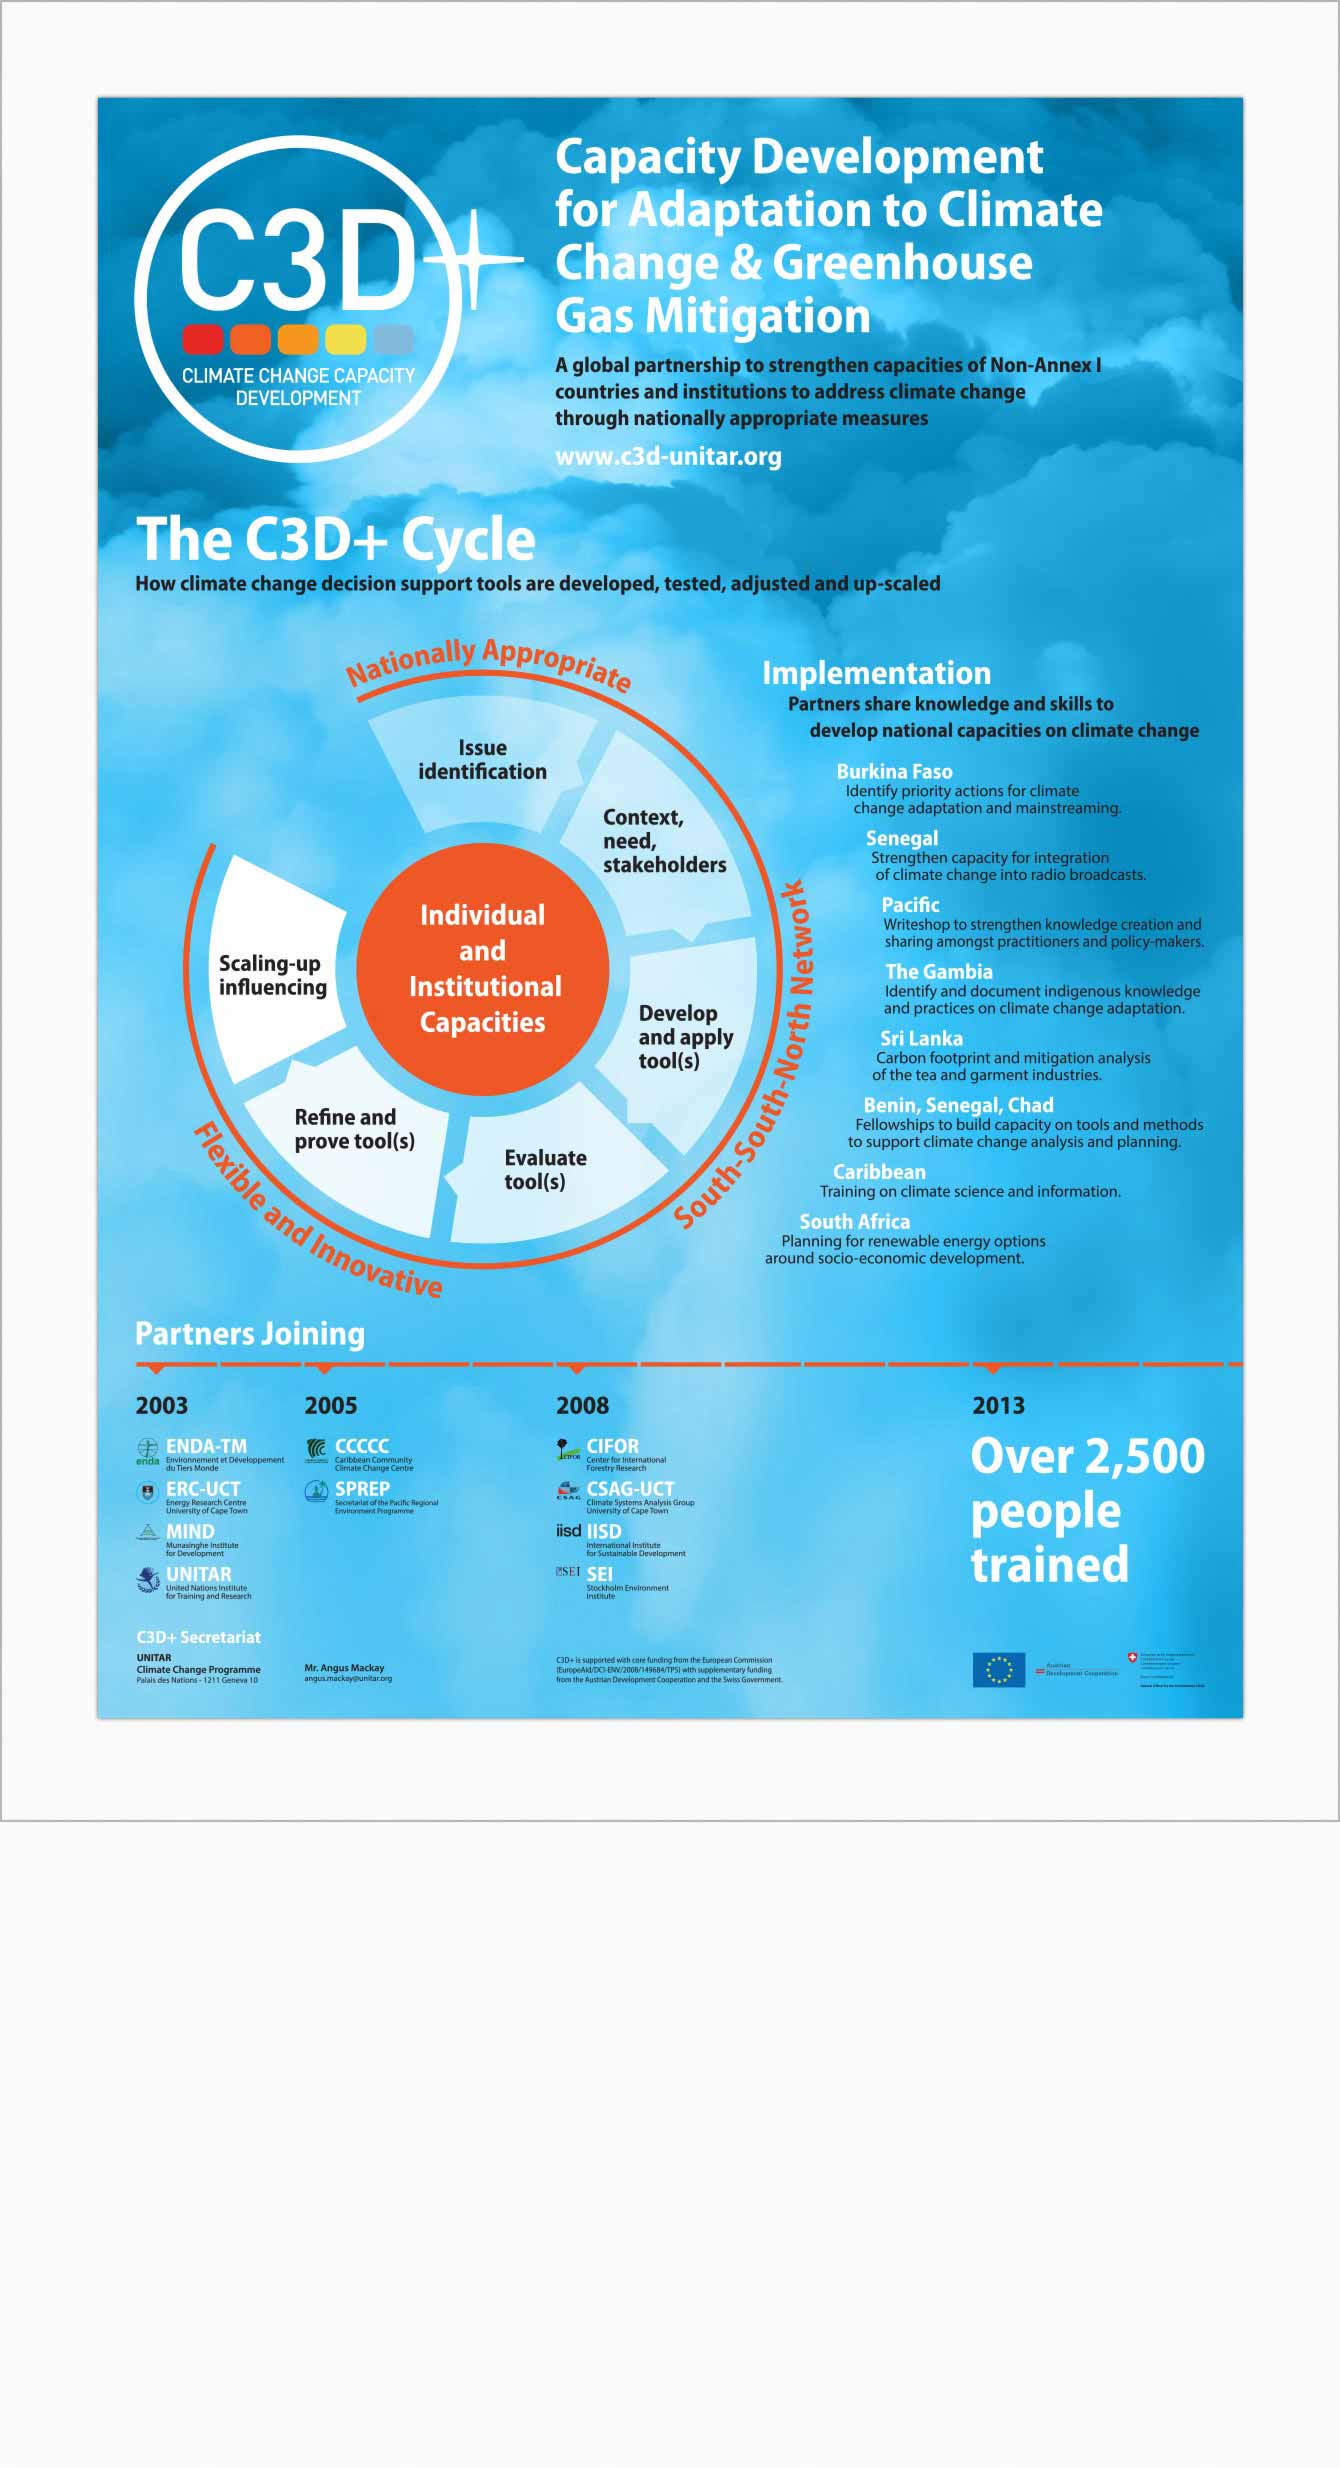 C3D+
CLIMATE CHANGE CAPACITY
DEVELOPMENT
Capacity Development
for Adaptation to Climate
Change & Greenhouse
Gas Mitigation
A global partnership to strengthen capacities of Non-Annex I
countries and institutions to address climate change
through nationally appropriate measures
www.c3d-unitar.org
The C3D+ Cycle
How climate change decision support tools are developed, tested, adjusted and up-scaled
Nationally Appropriate
South-South-North Network
Flexible and Innovative
Issue
identification
Context,
need,
stakeholders
Develop
and apply
tool(s)
Evaluate
tool(s)
Refine and
prove tool(s)
Scaling-up
influencing
Individual
and
Institutional
Capacities
Implementation
Partners share knowledge and skills to
develop national capacities on climate change
Burkina Faso
Identify priority actions for climate
change adaptation and mainstreaming.
Senegal
Strengthen capacity for integration
of climate change into radio broadcasts.
Pacific
Writeshop to strengthen knowledge creation and
sharing amongst practitioners and policy-makers.
The Gambia
Identify and document indigenous knowledge
and practices on climate change adaptation.
Sri Lanka
Carbon footprint and mitigation analysis
of the tea and garment industries.
Benin, Senegal, Chad
Fellowships to build capacity on tools and methods
to support climate change analysis and planning.
Caribbean
Training on climate science and information.
South Africa
Planning for renewable energy options
around socio-economic development.
Partners Joining
2003
enda
ENDA-TM
Environnement et Développement
du Tiers Monde
ERC-UCT
Energy Research Centre
University of Cape Town
MIND
Munasinghe Institute
for Development
UNITAR
United Nations Institute
for Training and Research
2005
CCCCC
Caribbean Community
Climate Change Centre
SPREP
Secretariat of the Pacific Regional
Environment Programme
2008
CIFOR
CIFOR
Center for International
Forestry Research
CSAG
CSAG-UCT
Climate Systems Analysis Group
University of Cape Town
iisd
IISD
International Institute
for Sustainable Development
SEI
SEI
Stockholm Environment
Institute
2013
Over 2,500
people
trained
C3D+ Secretariat
UNITAR
Climate Change Programme
Palais des Nations - 1211 Geneva 10
Mr. Angus Mackay
angus.mackay@unitar.org
C3D+ is supported with core funding from the European Commission
(EuropeAid/DCI-ENV/2008/149684/TPS) with supplementary funding
from the Austrian Development Cooperation and the Swiss Government.
Austrian
Development Cooperation